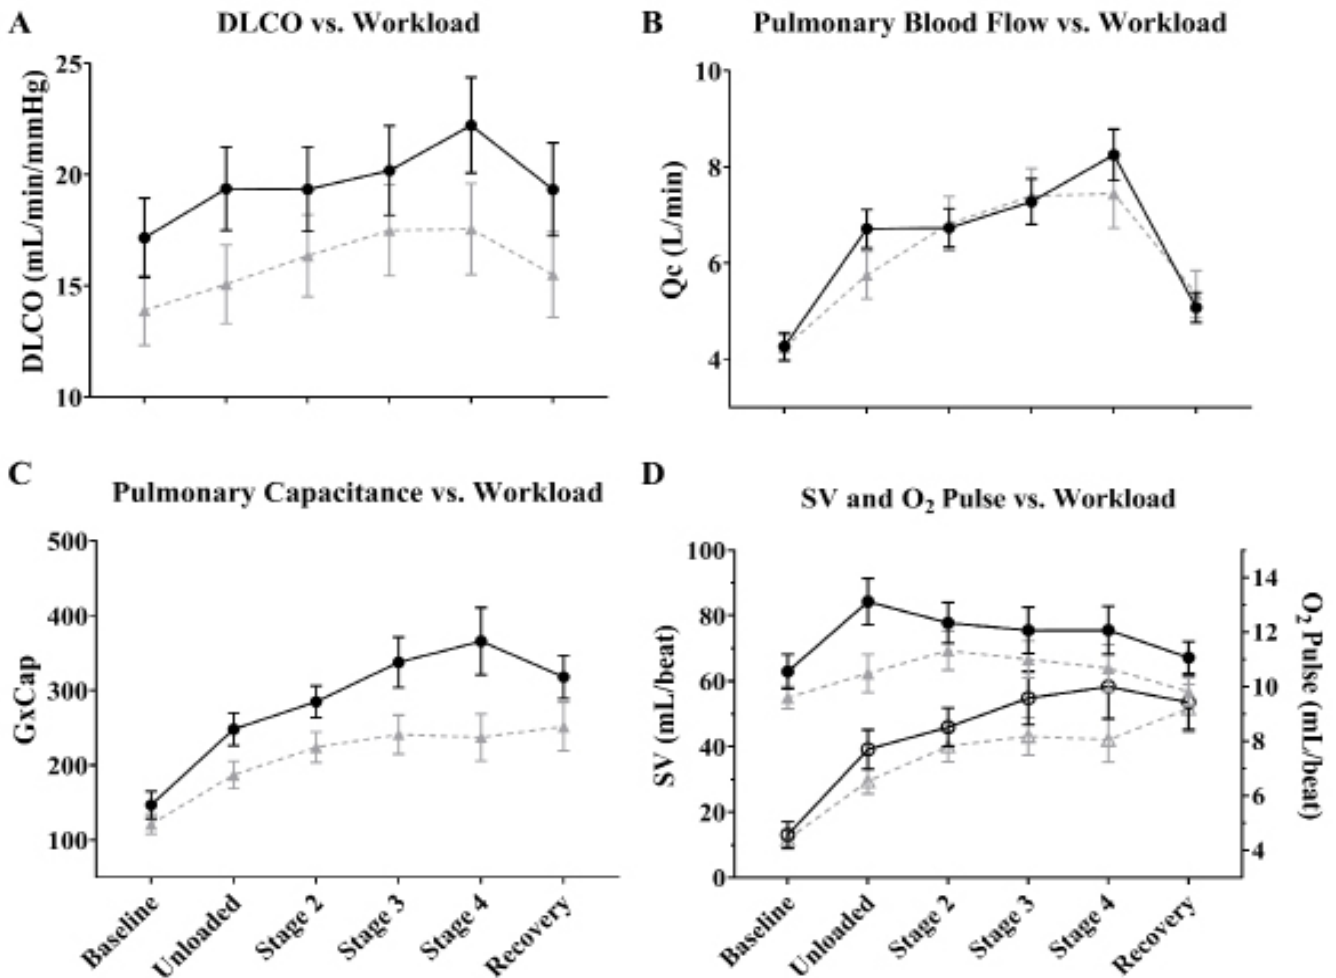 A
DLCO vs. Workload
DLCO (mL/min/mmHg)
25
20
15
10
B
Pulmonary Blood Flow vs. Workload
Qc (L/min)
10
8
6
4
C
Pulmonary Capacitance vs. Workload
GxCap
500
400
300
200
100
Baseline
Unloaded
Stage 2
Stage 3
Stage 4
Recovery
D
SV and O₂ Pulse vs. Workload
SV (mL/beat)
100
80
60
40
20
0
14
12
10
8
6
4
O₂ Pulse (mL/beat)
Baseline
Unloaded
Stage 2
Stage 3
Stage 4
Recovery